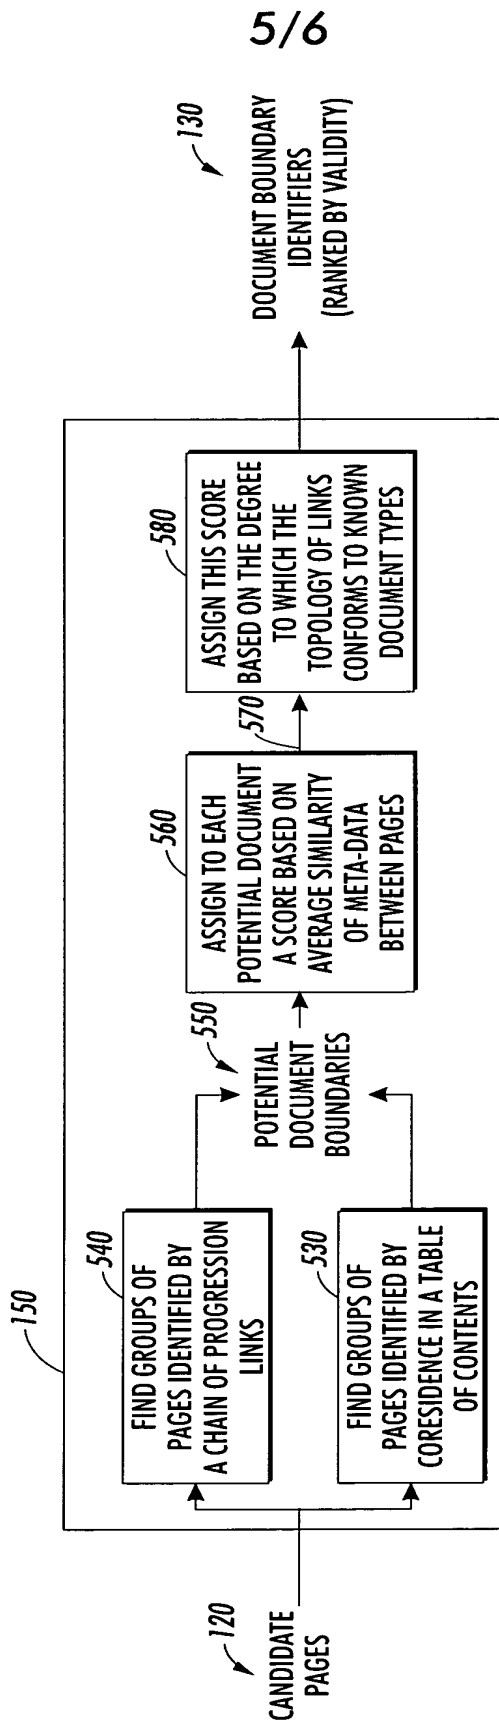 5/6
150
120
CANDIDATE
PAGES
540
FIND GROUPS OF
PAGES IDENTIFIED BY
A CHAIN OF PROGRESSION
LINKS
530
FIND GROUPS OF
PAGES IDENTIFIED BY
CORESIDENCE IN A TABLE
OF CONTENTS
550
POTENTIAL
DOCUMENT
BOUNDARIES
560
ASSIGN TO EACH
POTENTIAL DOCUMENT
A SCORE BASED ON
AVERAGE SIMILARITY
OF META-DATA
BETWEEN PAGES
570
580
ASSIGN THIS SCORE
BASED ON THE DEGREE
TO WHICH THE
TOPOLOGY OF LINKS
CONFORMS TO KNOWN
DOCUMENT TYPES
130
DOCUMENT BOUNDARY
IDENTIFIERS
(RANKED BY VALIDITY)